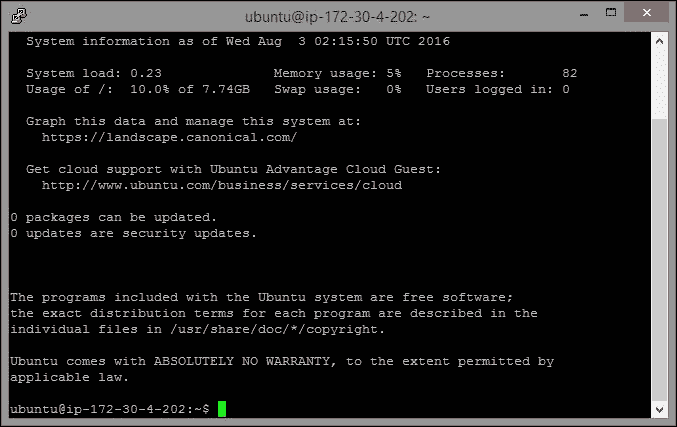 ubuntu@ip-172-30-4-202: ~
System information as of Wed Aug  3 02:15:50 UTC 2016
System load: 0.23              Memory usage: 5%   Processes:       82
Usage of /:  10.0% of 7.74GB   Swap usage:   0%   Users logged in: 0
Graph this data and manage this system at:
https://landscape.canonical.com/
Get cloud support with Ubuntu Advantage Cloud Guest:
http://www.ubuntu.com/business/services/cloud
0 packages can be updated.
0 updates are security updates.
The programs included with the Ubuntu system are free software;
the exact distribution terms for each program are described in the
individual files in /usr/share/doc/*/copyright.
Ubuntu comes with ABSOLUTELY NO WARRANTY, to the extent permitted by
applicable law.
ubuntu@ip-172-30-4-202:~$